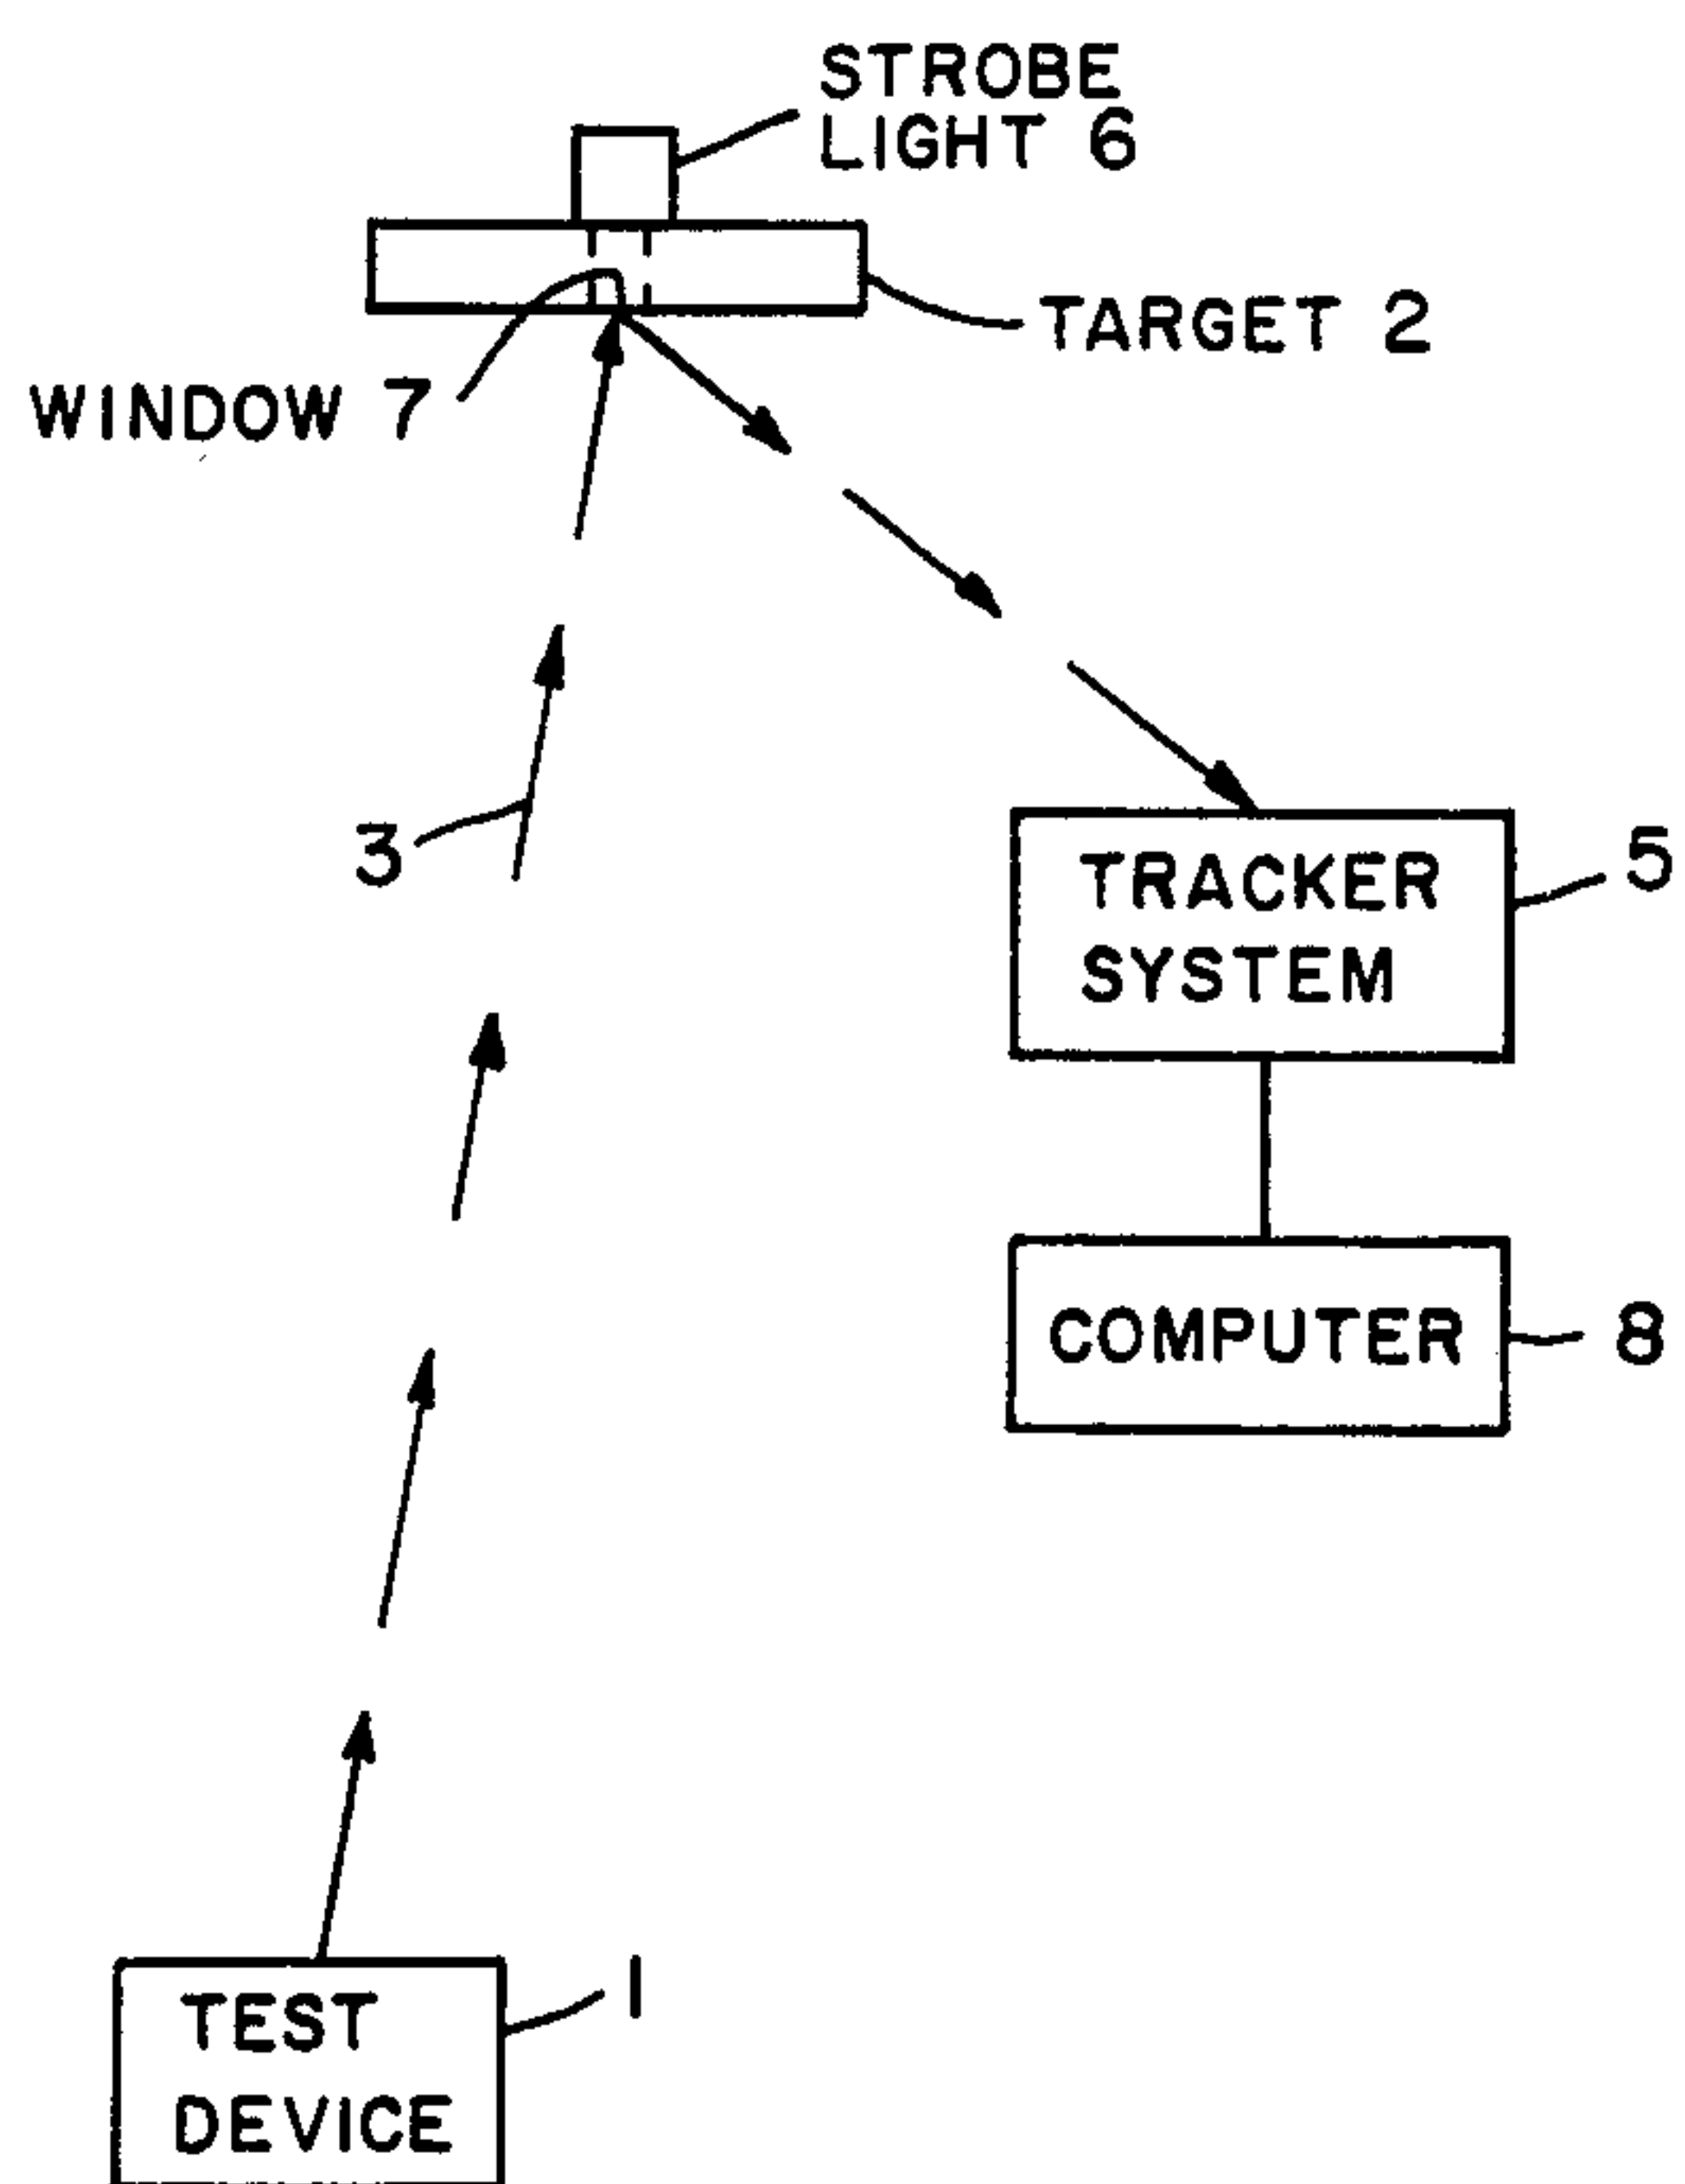 STROBE
LIGHT 6
TARGET 2
WINDOW 7
3
TRACKER
SYSTEM
5
COMPUTER
8
TEST
DEVICE
1